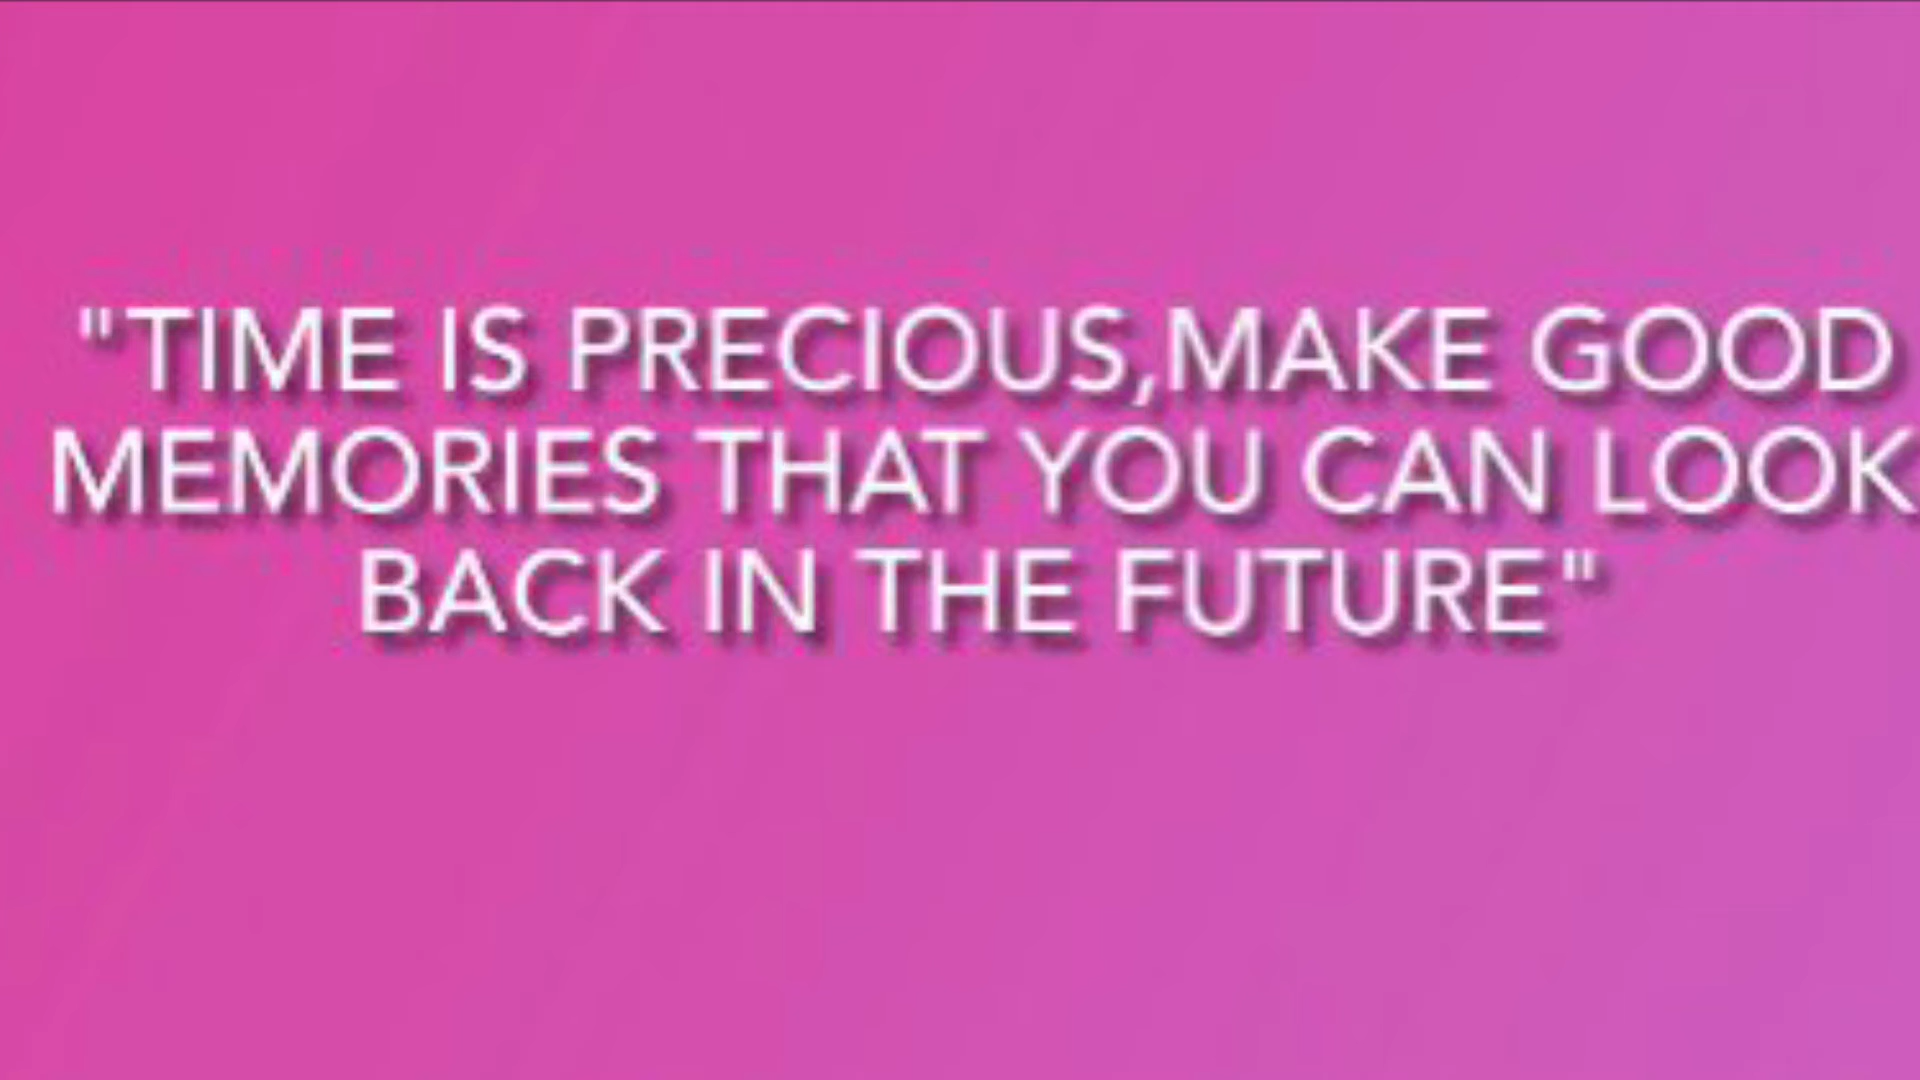 "TIME IS PRECIOUS,MAKE GOOD
MEMORIES THAT YOU CAN LOOK
BACK IN THE FUTURE"